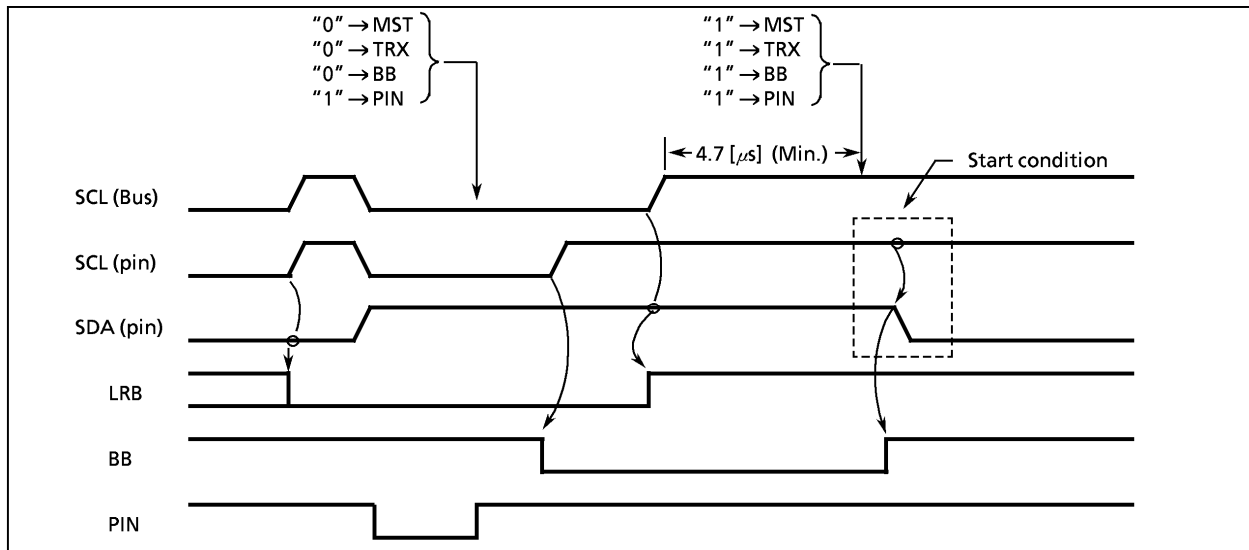 “0” → MST
“0” → TRX
“0” → BB
“1” → PIN
“1” → MST
“1” → TRX
“1” → BB
“1” → PIN
4.7 [μs] (Min.)
Start condition
SCL (Bus)
SCL (pin)
SDA (pin)
LRB
BB
PIN